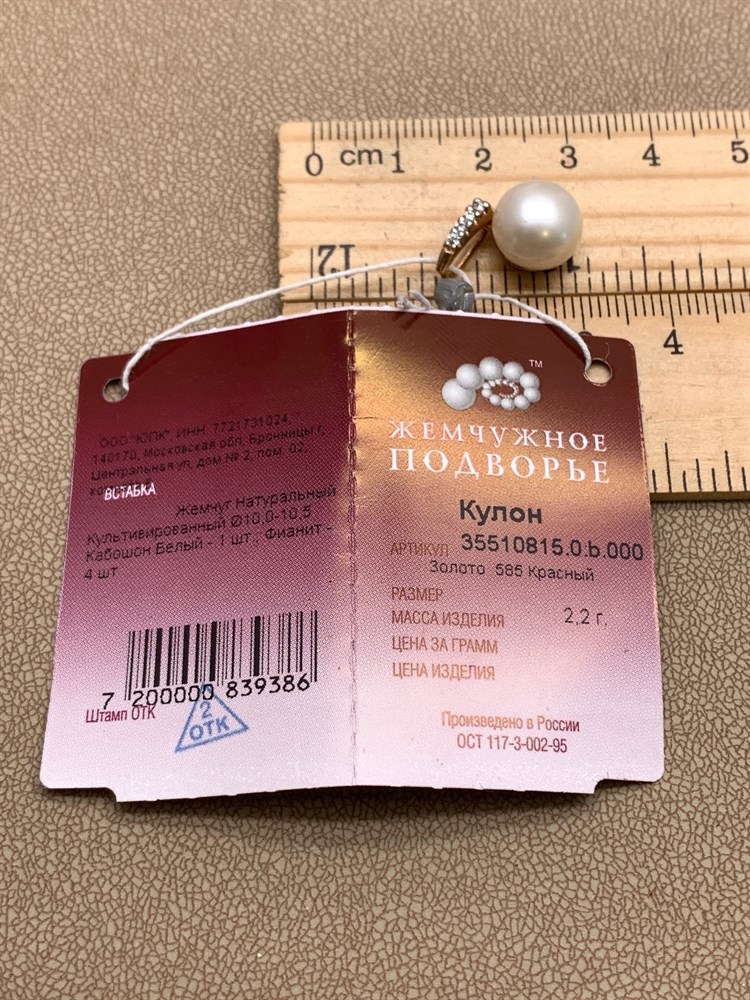 0 cm 1 2 3 4 5
12
4
ООО "ЮПК", ИНН 7721731024,
140170, Московская обл, Бронницы г,
Центральная ул, дом № 2, пом. 02,
ВСТАВКА
Жемчуг Натуральный
Культивированный Ø10,0-10,5
Кабошон Белый - 1 шт., Фианит -
4 шт
7 200000 839386
Штамп ОТК
2
ОТК
TM
ЖЕМЧУЖНОЕ
ПОДВОРЬЕ
Кулон
АРТИКУЛ 35510815.0.b.000
Золото 585 Красный
РАЗМЕР
МАССА ИЗДЕЛИЯ 2,2 г.
ЦЕНА ЗА ГРАММ
ЦЕНА ИЗДЕЛИЯ
Произведено в России
ОСТ 117-3-002-95